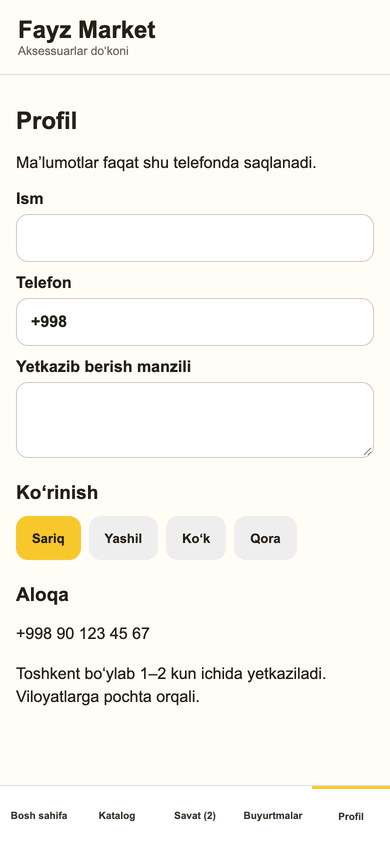 Fayz Market
Aksessuarlar do‘koni
Profil
Ma’lumotlar faqat shu telefonda saqlanadi.
Ism
Telefon
+998
Yetkazib berish manzili
Ko‘rinish
Sariq Yashil Ko‘k Qora
Aloqa
+998 90 123 45 67
Toshkent bo‘ylab 1–2 kun ichida yetkaziladi.
Viloyatlarga pochta orqali.
Bosh sahifa Katalog Savat (2) Buyurtmalar Profil